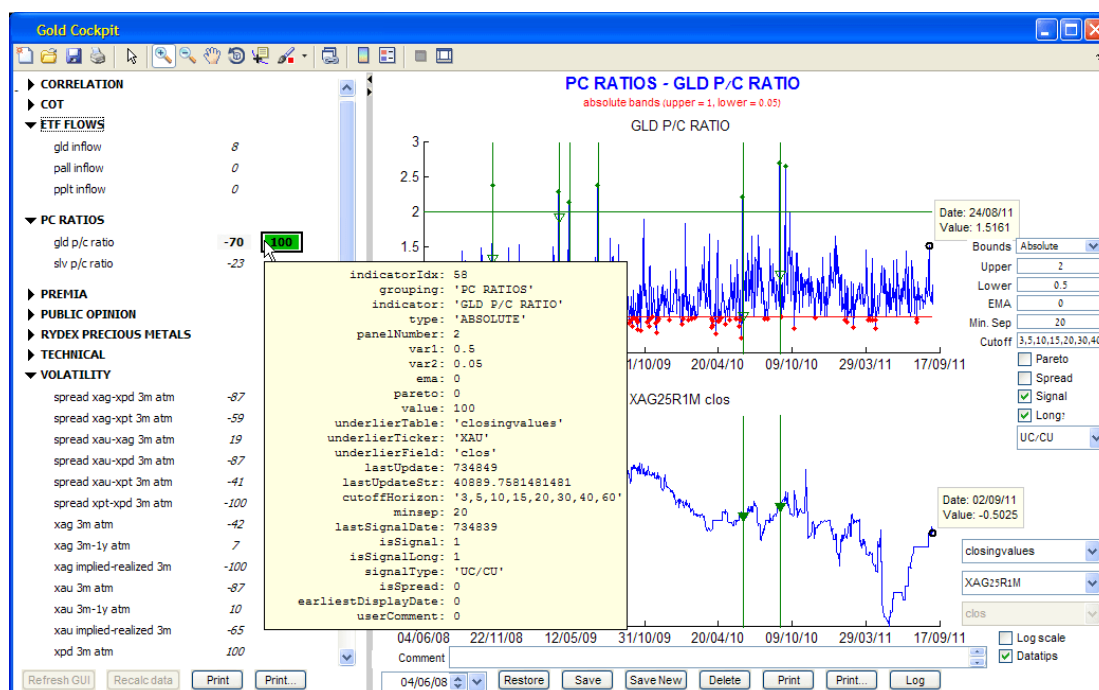 Gold Cockpit
CORRELATION
COT
ETF FLOWS
gld inflow 8
pall inflow 0
pplt inflow 0
PC RATIOS
gld p/c ratio -70 100
slv p/c ratio -23
PREMIA
PUBLIC OPINION
RYDEX PRECIOUS METALS
TECHNICAL
VOLATILITY
spread xag-xpd 3m atm -87
spread xag-xpt 3m atm -59
spread xau-xag 3m atm 19
spread xau-xpd 3m atm -87
spread xau-xpt 3m atm -41
spread xpt-xpd 3m atm -100
xag 3m atm -42
xag 3m-1y atm 7
xag implied-realized 3m -100
xau 3m atm -87
xau 3m-1y atm 10
xau implied-realized 3m -65
xpd 3m atm 100
Refresh GUI Recalc data Print Print...
indicatorIdx: 58
grouping: 'PC RATIOS'
indicator: 'GLD P/C RATIO'
type: 'ABSOLUTE'
panelNumber: 2
var1: 0.5
var2: 0.05
ema: 0
pareto: 0
value: 100
underlierTable: 'closingvalues'
underlierTicker: 'XAU'
underlierField: 'clos'
lastUpdate: 734849
lastUpdateStr: 40889.7581481481
cutoffHorizon: '3,5,10,15,20,30,40,60'
minsep: 20
lastSignalDate: 734839
isSignal: 1
isSignalLong: 1
signalType: 'UC/CU'
isSpread: 0
earliestDisplayDate: 0
userComment: 0
PC RATIOS - GLD P/C RATIO
absolute bands (upper = 1, lower = 0.05)
GLD P/C RATIO
3
2.5
2
1.5
1/10/09 20/04/10 09/10/10 29/03/11 17/09/11
Date: 24/08/11
Value: 1.5161
Bounds Absolute
Upper 2
Lower 0.5
EMA 0
Min. Sep 20
Cutoff 3,5,10,15,20,30,40
Pareto
Spread
Signal
Long?
UC/CU
XAG25R1M clos
Date: 02/09/11
Value: -0.5025
closingvalues
XAG25R1M
clos
04/06/08 22/11/08 12/05/09 31/10/09 20/04/10 09/10/10 29/03/11 17/09/11
Log scale
Datatips
Comment
04/06/08 Restore Save Save New Delete Print Print... Log